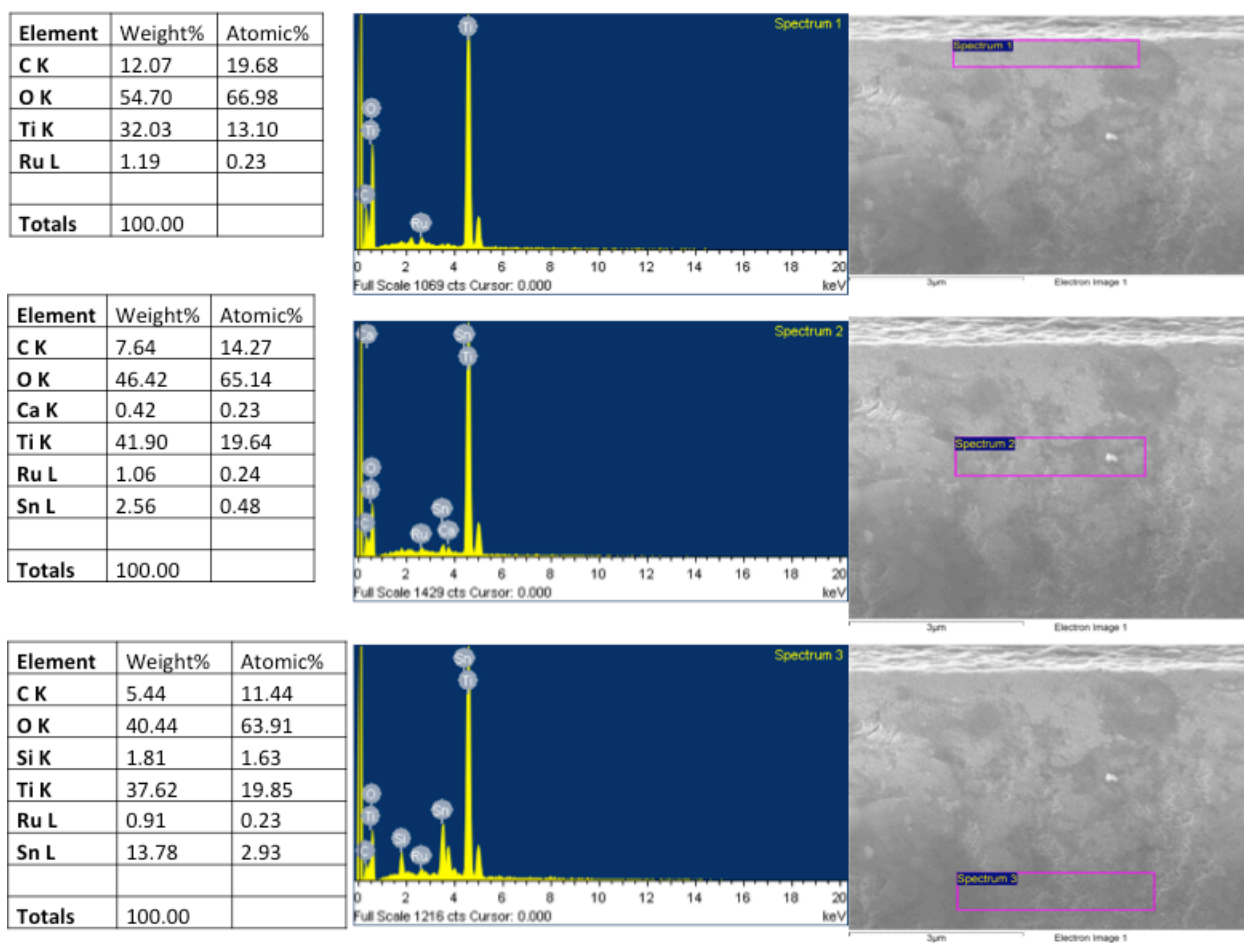 Element Weight% Atomic%
C K 12.07 19.68
O K 54.70 66.98
Ti K 32.03 13.10
Ru L 1.19 0.23
Totals 100.00
Spectrum 1
Ti
O
Ti
C
Ru
0 2 4 6 8 10 12 14 16 18 20
Full Scale 1069 cts Cursor: 0.000 keV
Spectrum 1
3µm Electron Image 1
Element Weight% Atomic%
C K 7.64 14.27
O K 46.42 65.14
Ca K 0.42 0.23
Ti K 41.90 19.64
Ru L 1.06 0.24
Sn L 2.56 0.48
Totals 100.00
Spectrum 2
Ca Sn
Ti
O
Ti
Sn
C Ru Ca
0 2 4 6 8 10 12 14 16 18 20
Full Scale 1429 cts Cursor: 0.000 keV
Spectrum 2
3µm Electron Image 1
Element Weight% Atomic%
C K 5.44 11.44
O K 40.44 63.91
Si K 1.81 1.63
Ti K 37.62 19.85
Ru L 0.91 0.23
Sn L 13.78 2.93
Totals 100.00
Spectrum 3
Sn
Ti
O
Ti Sn
Si
C Ru
0 2 4 6 8 10 12 14 16 18 20
Full Scale 1216 cts Cursor: 0.000 keV
Spectrum 3
3µm Electron Image 1